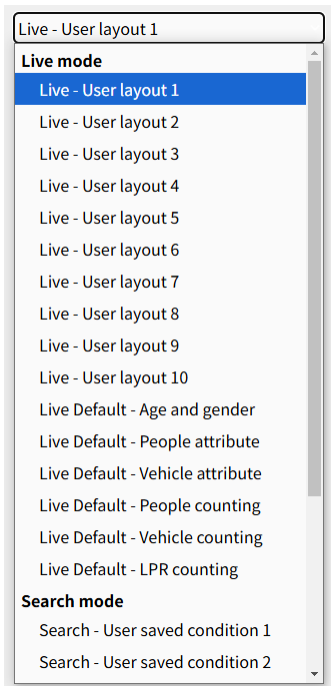 Live - User layout 1
Live mode
Live - User layout 1
Live - User layout 2
Live - User layout 3
Live - User layout 4
Live - User layout 5
Live - User layout 6
Live - User layout 7
Live - User layout 8
Live - User layout 9
Live - User layout 10
Live Default - Age and gender
Live Default - People attribute
Live Default - Vehicle attribute
Live Default - People counting
Live Default - Vehicle counting
Live Default - LPR counting
Search mode
Search - User saved condition 1
Search - User saved condition 2